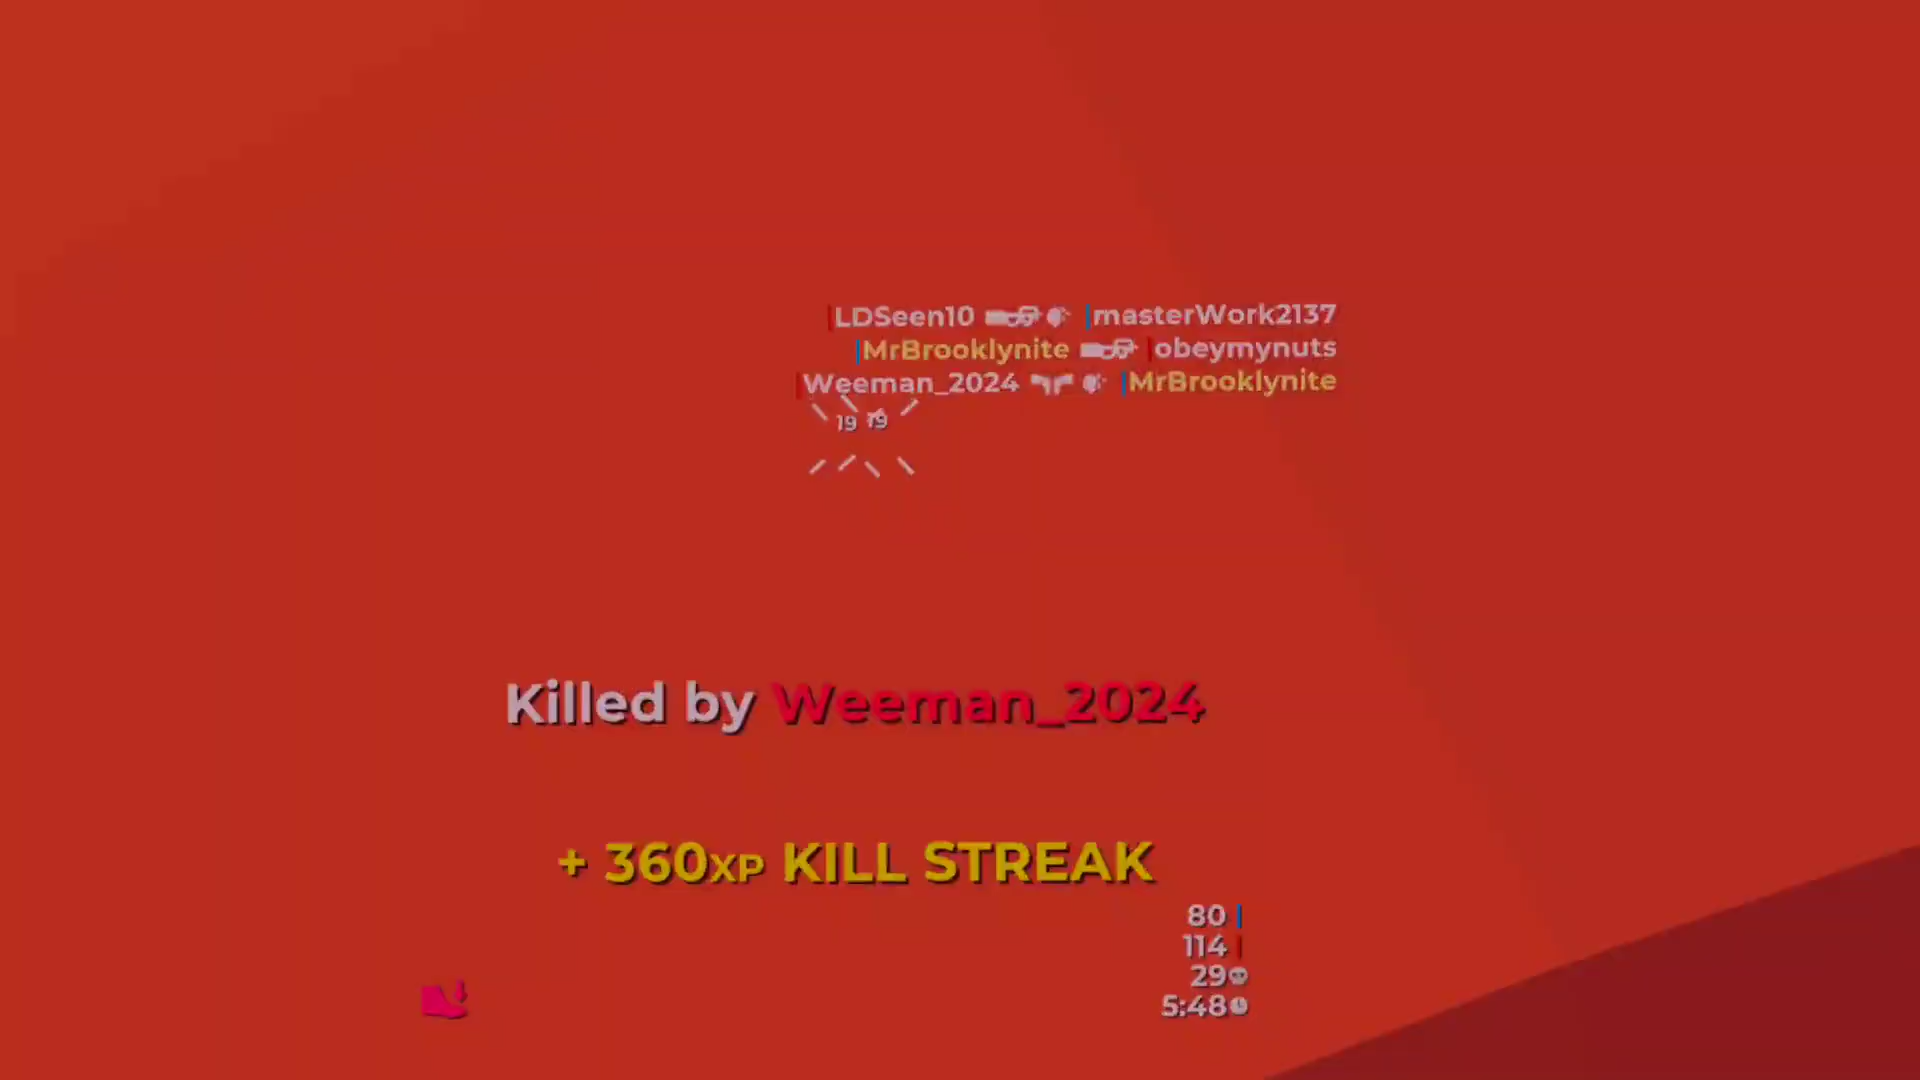 LDSeen10 masterWork2137
MrBrooklynite obeymynuts
Weeman_2024 MrBrooklynite
19 19
Killed by Weeman_2024
+ 360XP KILL STREAK
80
114
29
5:48